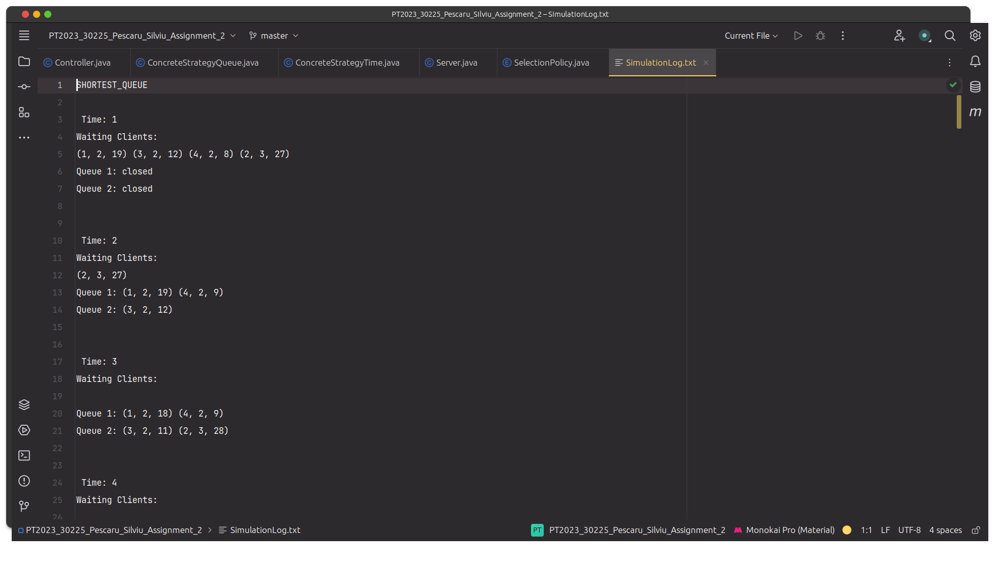 PT2023_30225_Pescaru_Silviu_Assignment_2 – SimulationLog.txt
PT2023_30225_Pescaru_Silviu_Assignment_2 master Current File
Controller.java ConcreteStrategyQueue.java ConcreteStrategyTime.java Server.java SelectionPolicy.java SimulationLog.txt
1 SHORTEST_QUEUE
2
3 Time: 1
4 Waiting Clients:
5 (1, 2, 19) (3, 2, 12) (4, 2, 8) (2, 3, 27)
6 Queue 1: closed
7 Queue 2: closed
8
9
10 Time: 2
11 Waiting Clients:
12 (2, 3, 27)
13 Queue 1: (1, 2, 19) (4, 2, 9)
14 Queue 2: (3, 2, 12)
15
16
17 Time: 3
18 Waiting Clients:
19
20 Queue 1: (1, 2, 18) (4, 2, 9)
21 Queue 2: (3, 2, 11) (2, 3, 28)
22
23
24 Time: 4
25 Waiting Clients:
26
PT2023_30225_Pescaru_Silviu_Assignment_2 > SimulationLog.txt PT PT2023_30225_Pescaru_Silviu_Assignment_2 Monokai Pro (Material) 1:1 LF UTF-8 4 spaces